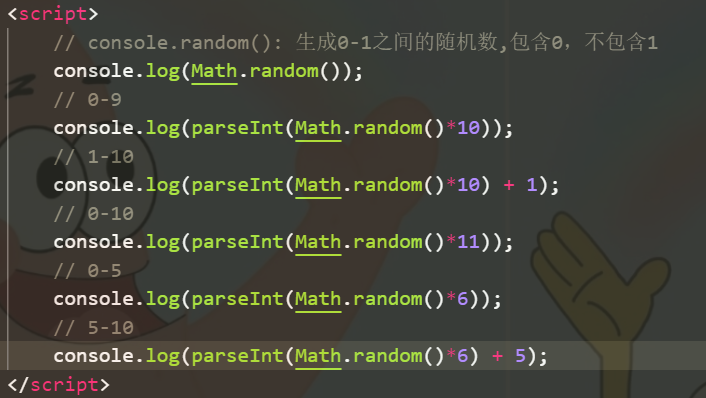 <script>
// console.random(): 生成0-1之间的随机数,包含0，不包含1
console.log(Math.random());
// 0-9
console.log(parseInt(Math.random()*10));
// 1-10
console.log(parseInt(Math.random()*10) + 1);
// 0-10
console.log(parseInt(Math.random()*11));
// 0-5
console.log(parseInt(Math.random()*6));
// 5-10
console.log(parseInt(Math.random()*6) + 5);
</script>